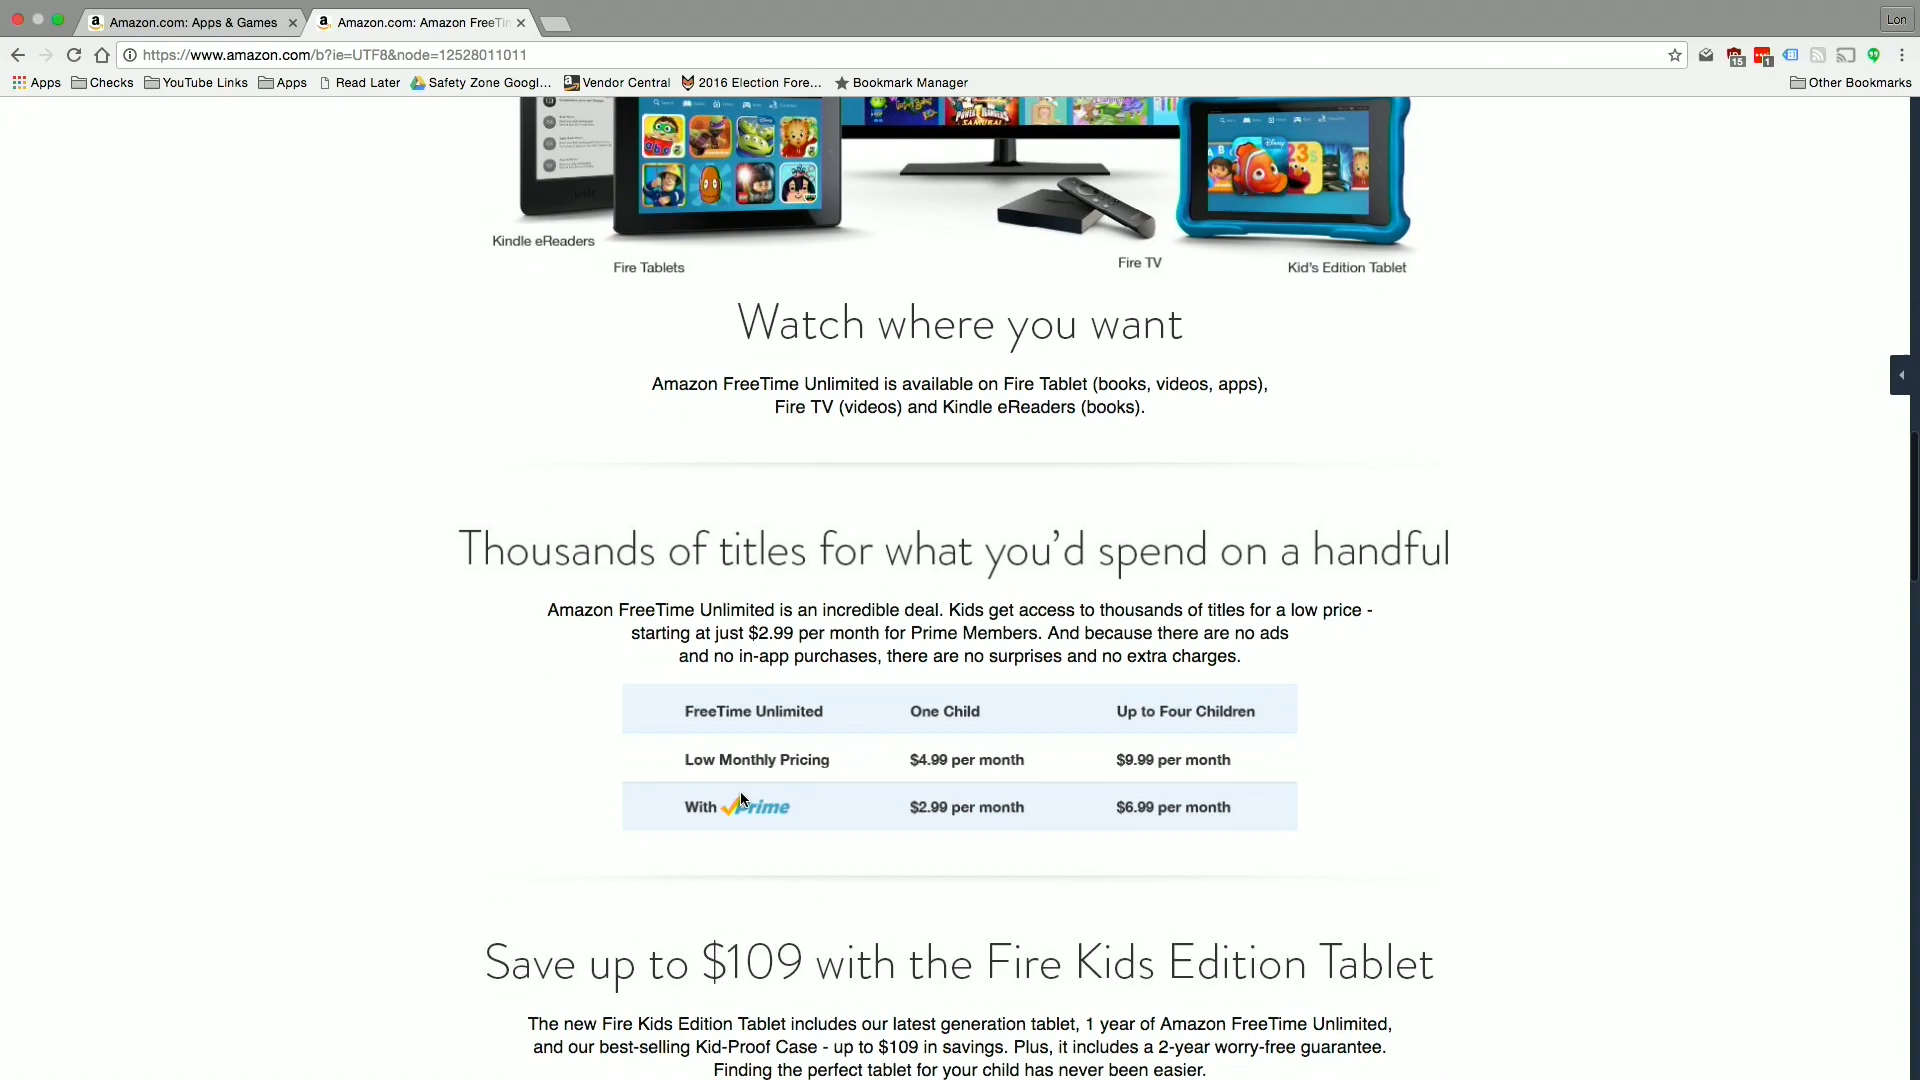 Amazon.com: Apps & Games
Amazon.com: Amazon FreeTi
Lon
https://www.amazon.com/b?ie=UTF8&node=12528011011
15
1
Apps
Checks
YouTube Links
Apps
Read Later
Safety Zone Googl...
Vendor Central
2016 Election Fore...
Bookmark Manager
Other Bookmarks
POWER RANGERS
SAMURAI
abc
Disney
123s
Kindle eReaders
Fire Tablets
Fire TV
Kid's Edition Tablet
Watch where you want
Amazon FreeTime Unlimited is available on Fire Tablet (books, videos, apps),
Fire TV (videos) and Kindle eReaders (books).
Thousands of titles for what you’d spend on a handful
Amazon FreeTime Unlimited is an incredible deal. Kids get access to thousands of titles for a low price -
starting at just $2.99 per month for Prime Members. And because there are no ads
and no in-app purchases, there are no surprises and no extra charges.
FreeTime Unlimited One Child Up to Four Children
Low Monthly Pricing $4.99 per month $9.99 per month
With Prime $2.99 per month $6.99 per month
Save up to $109 with the Fire Kids Edition Tablet
The new Fire Kids Edition Tablet includes our latest generation tablet, 1 year of Amazon FreeTime Unlimited,
and our best-selling Kid-Proof Case - up to $109 in savings. Plus, it includes a 2-year worry-free guarantee.
Finding the perfect tablet for your child has never been easier.